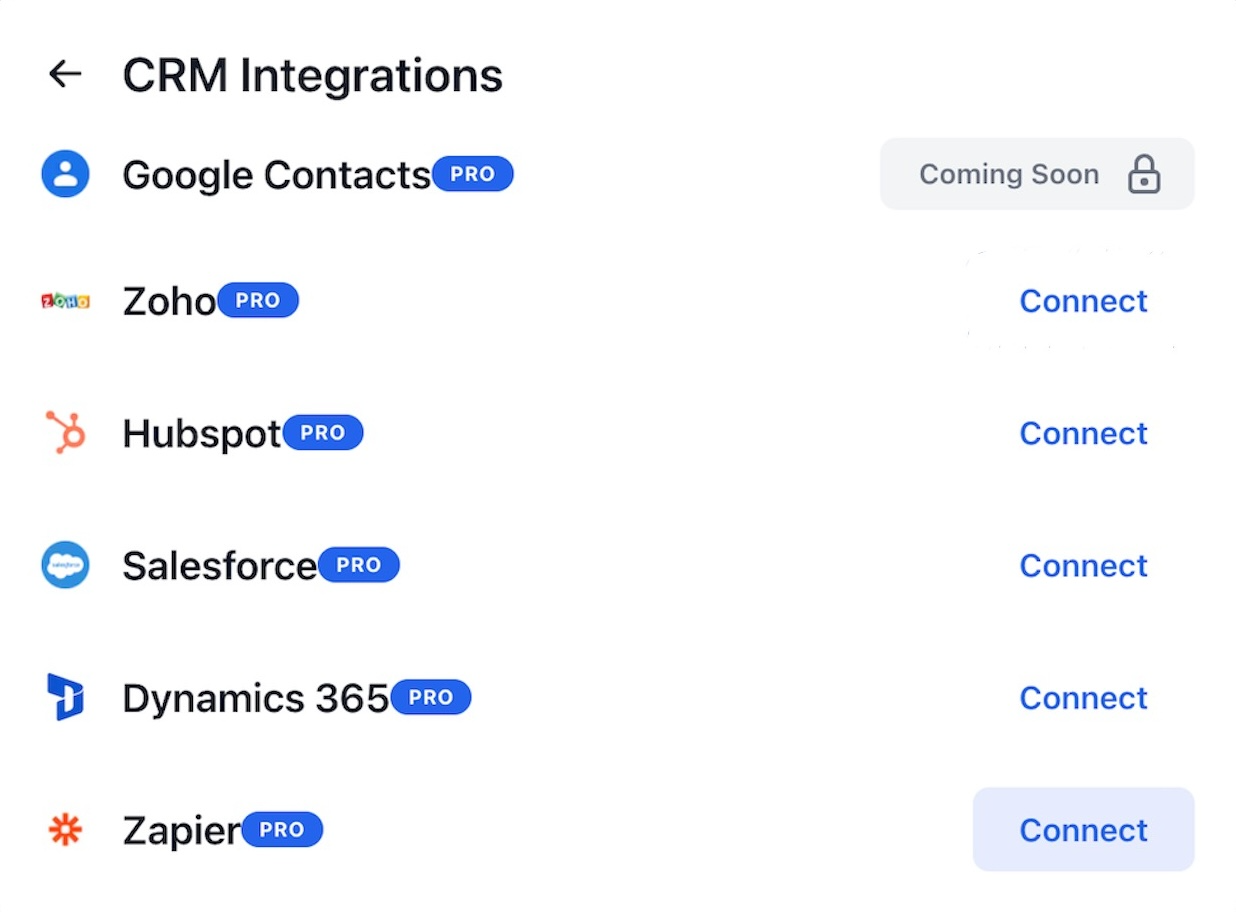 CRM Integrations
Google Contacts PRO Coming Soon
ZOHO Zoho PRO Connect
Hubspot PRO Connect
salesforce Salesforce PRO Connect
Dynamics 365 PRO Connect
Zapier PRO Connect